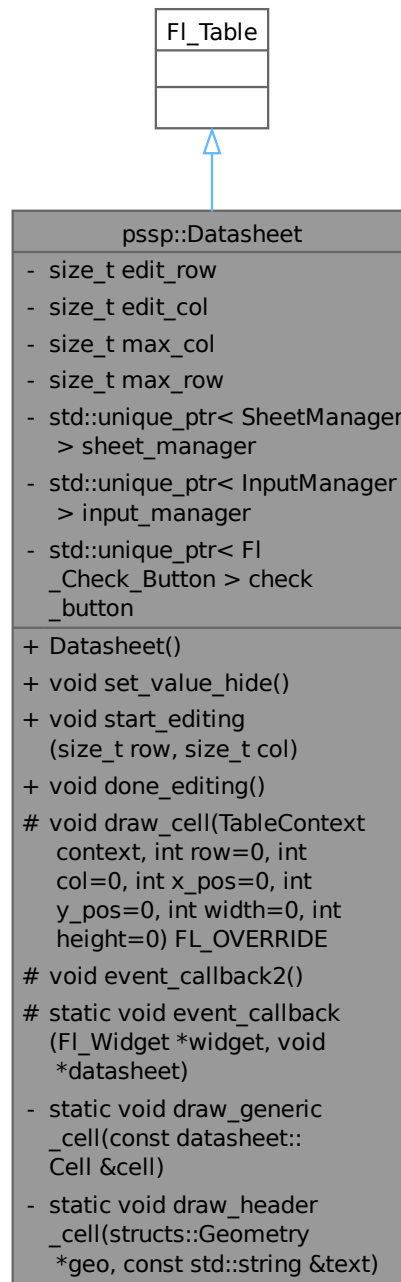 Fl_Table
pssp::Datasheet
- size_t edit_row
- size_t edit_col
- size_t max_col
- size_t max_row
- std::unique_ptr< SheetManager
> sheet_manager
- std::unique_ptr< InputManager
> input_manager
- std::unique_ptr< Fl
_Check_Button > check
_button
+ Datasheet()
+ void set_value_hide()
+ void start_editing
(size_t row, size_t col)
+ void done_editing()
# void draw_cell(TableContext
context, int row=0, int
col=0, int x_pos=0, int
y_pos=0, int width=0, int
height=0) FL_OVERRIDE
# void event_callback2()
# static void event_callback
(Fl_Widget *widget, void
*datasheet)
- static void draw_generic
_cell(const datasheet::
Cell &cell)
- static void draw_header
_cell(structs::Geometry
*geo, const std::string &text)